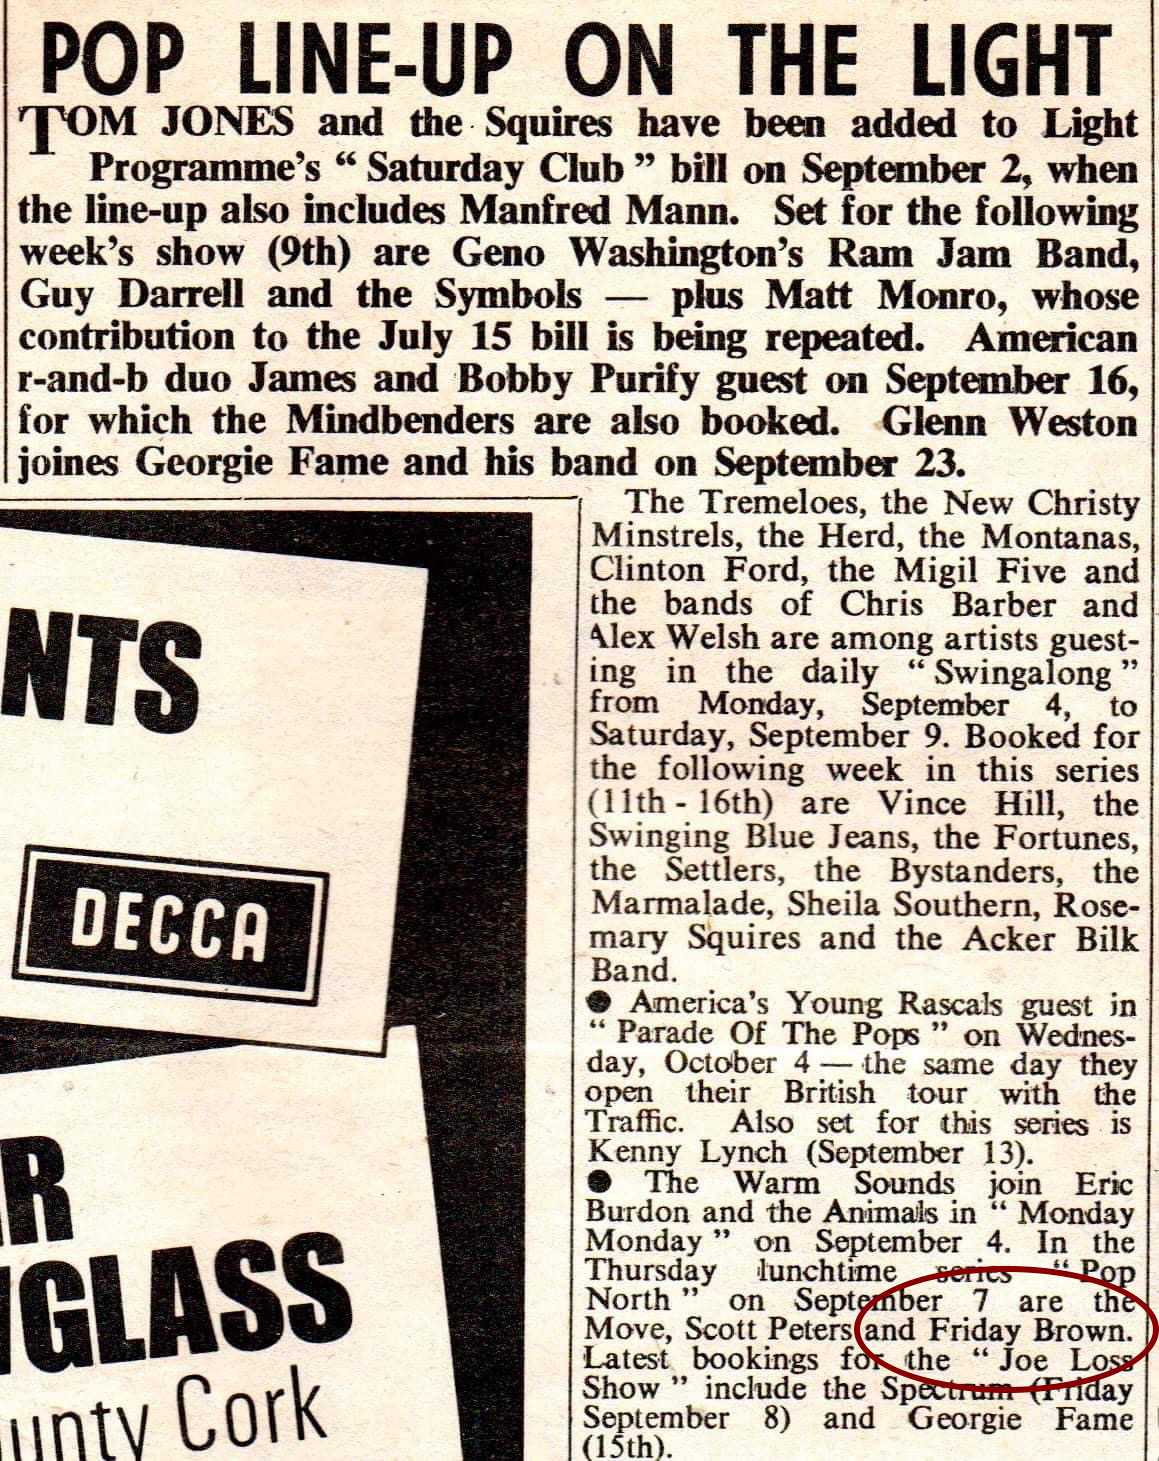 POP LINE-UP ON THE LIGHT
TOM JONES and the Squires have been added to Light
Programme's “ Saturday Club ” bill on September 2, when
the line-up also includes Manfred Mann. Set for the following
week's show (9th) are Geno Washington's Ram Jam Band,
Guy Darrell and the Symbols — plus Matt Monro, whose
contribution to the July 15 bill is being repeated. American
r-and-b duo James and Bobby Purify guest on September 16,
for which the Mindbenders are also booked. Glenn Weston
joines Georgie Fame and his band on September 23.
The Tremeloes, the New Christy
Minstrels, the Herd, the Montanas,
Clinton Ford, the Migil Five and
the bands of Chris Barber and
Alex Welsh are among artists guest-
ing in the daily “ Swingalong ”
from Monday, September 4, to
Saturday, September 9. Booked for
the following week in this series
(11th - 16th) are Vince Hill, the
Swinging Blue Jeans, the Fortunes,
the Settlers, the Bystanders, the
Marmalade, Sheila Southern, Rose-
mary Squires and the Acker Bilk
Band.
● America's Young Rascals guest in
“ Parade Of The Pops ” on Wednes-
day, October 4 — the same day they
open their British tour with the
Traffic. Also set for this series is
Kenny Lynch (September 13).
● The Warm Sounds join Eric
Burdon and the Animals in “ Monday
Monday ” on September 4. In the
Thursday lunchtime series “ Pop
North ” on September 7 are the
Move, Scott Peters and Friday Brown.
Latest bookings for the “ Joe Loss
Show ” include the Spectrum (Friday
September 8) and Georgie Fame
(15th).
NTS
DECCA
R
GLASS
unty Cork